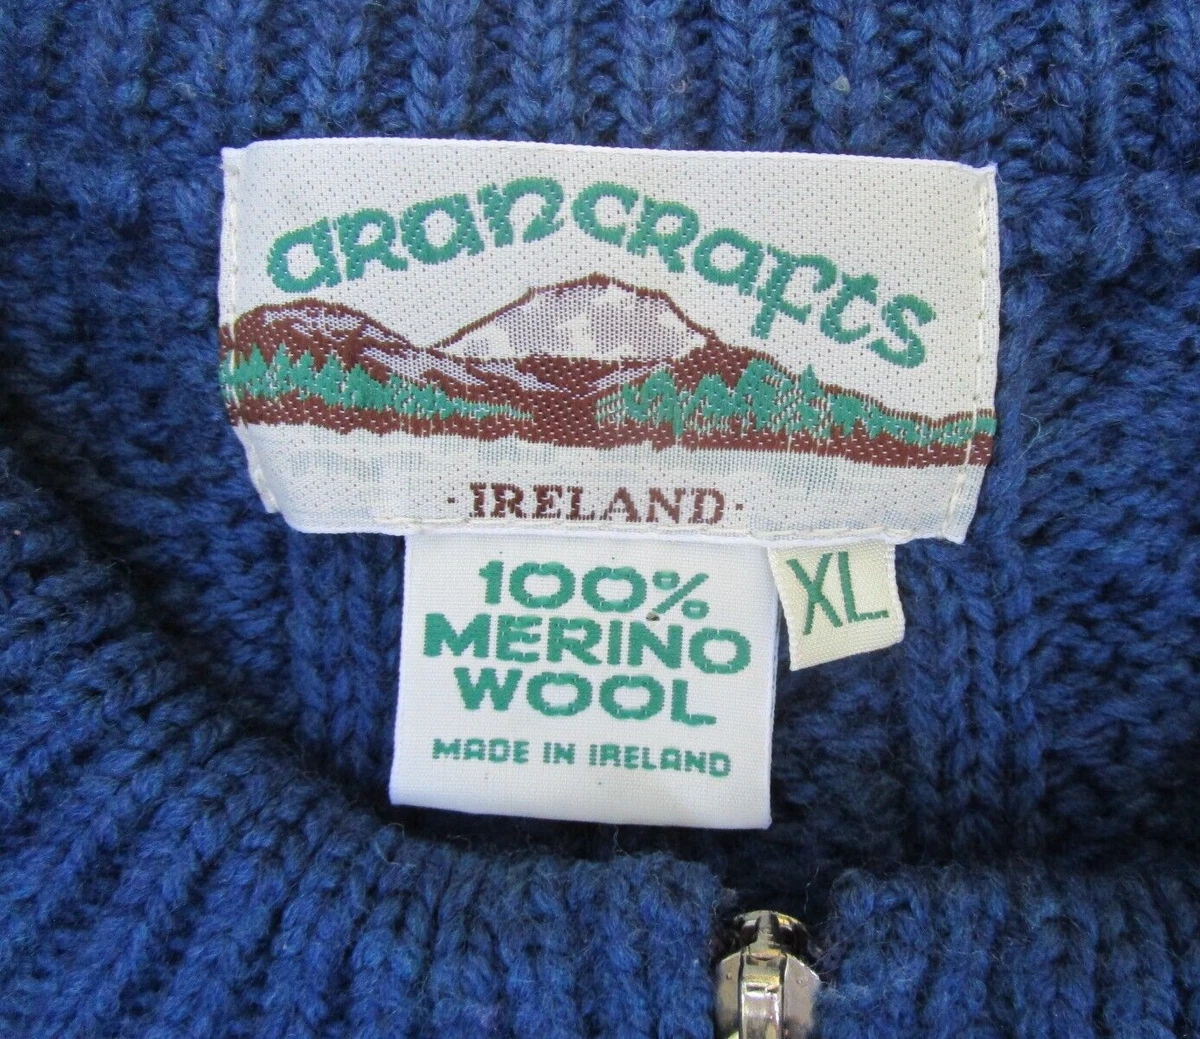 arancrafts
· IRELAND ·
100%
MERINO
WOOL
MADE IN IRELAND
XL